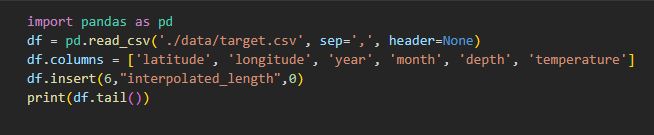 import pandas as pd
df = pd.read_csv('./data/target.csv', sep=',', header=None)
df.columns = ['latitude', 'longitude', 'year', 'month', 'depth', 'temperature']
df.insert(6,"interpolated_length",0)
print(df.tail())